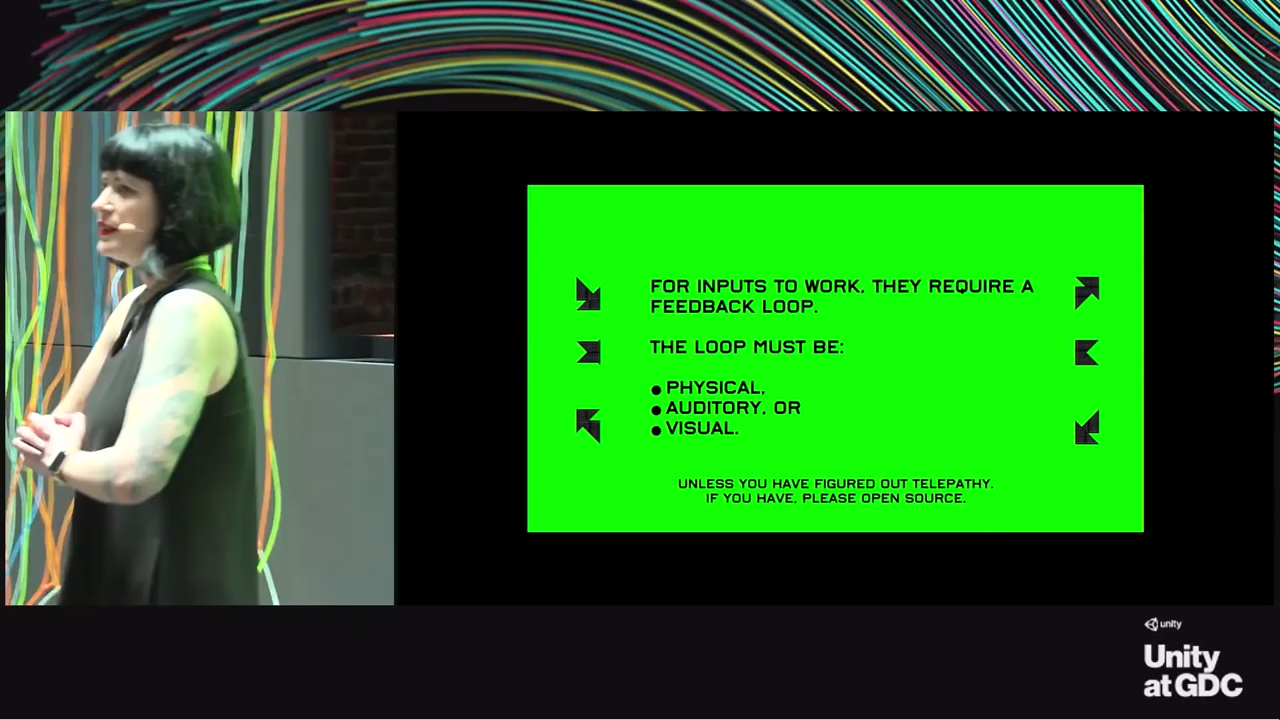 FOR INPUTS TO WORK, THEY REQUIRE A
FEEDBACK LOOP.
THE LOOP MUST BE:
● PHYSICAL,
● AUDITORY, OR
● VISUAL.
UNLESS YOU HAVE FIGURED OUT TELEPATHY.
IF YOU HAVE, PLEASE OPEN SOURCE.
unity
Unity
at GDC